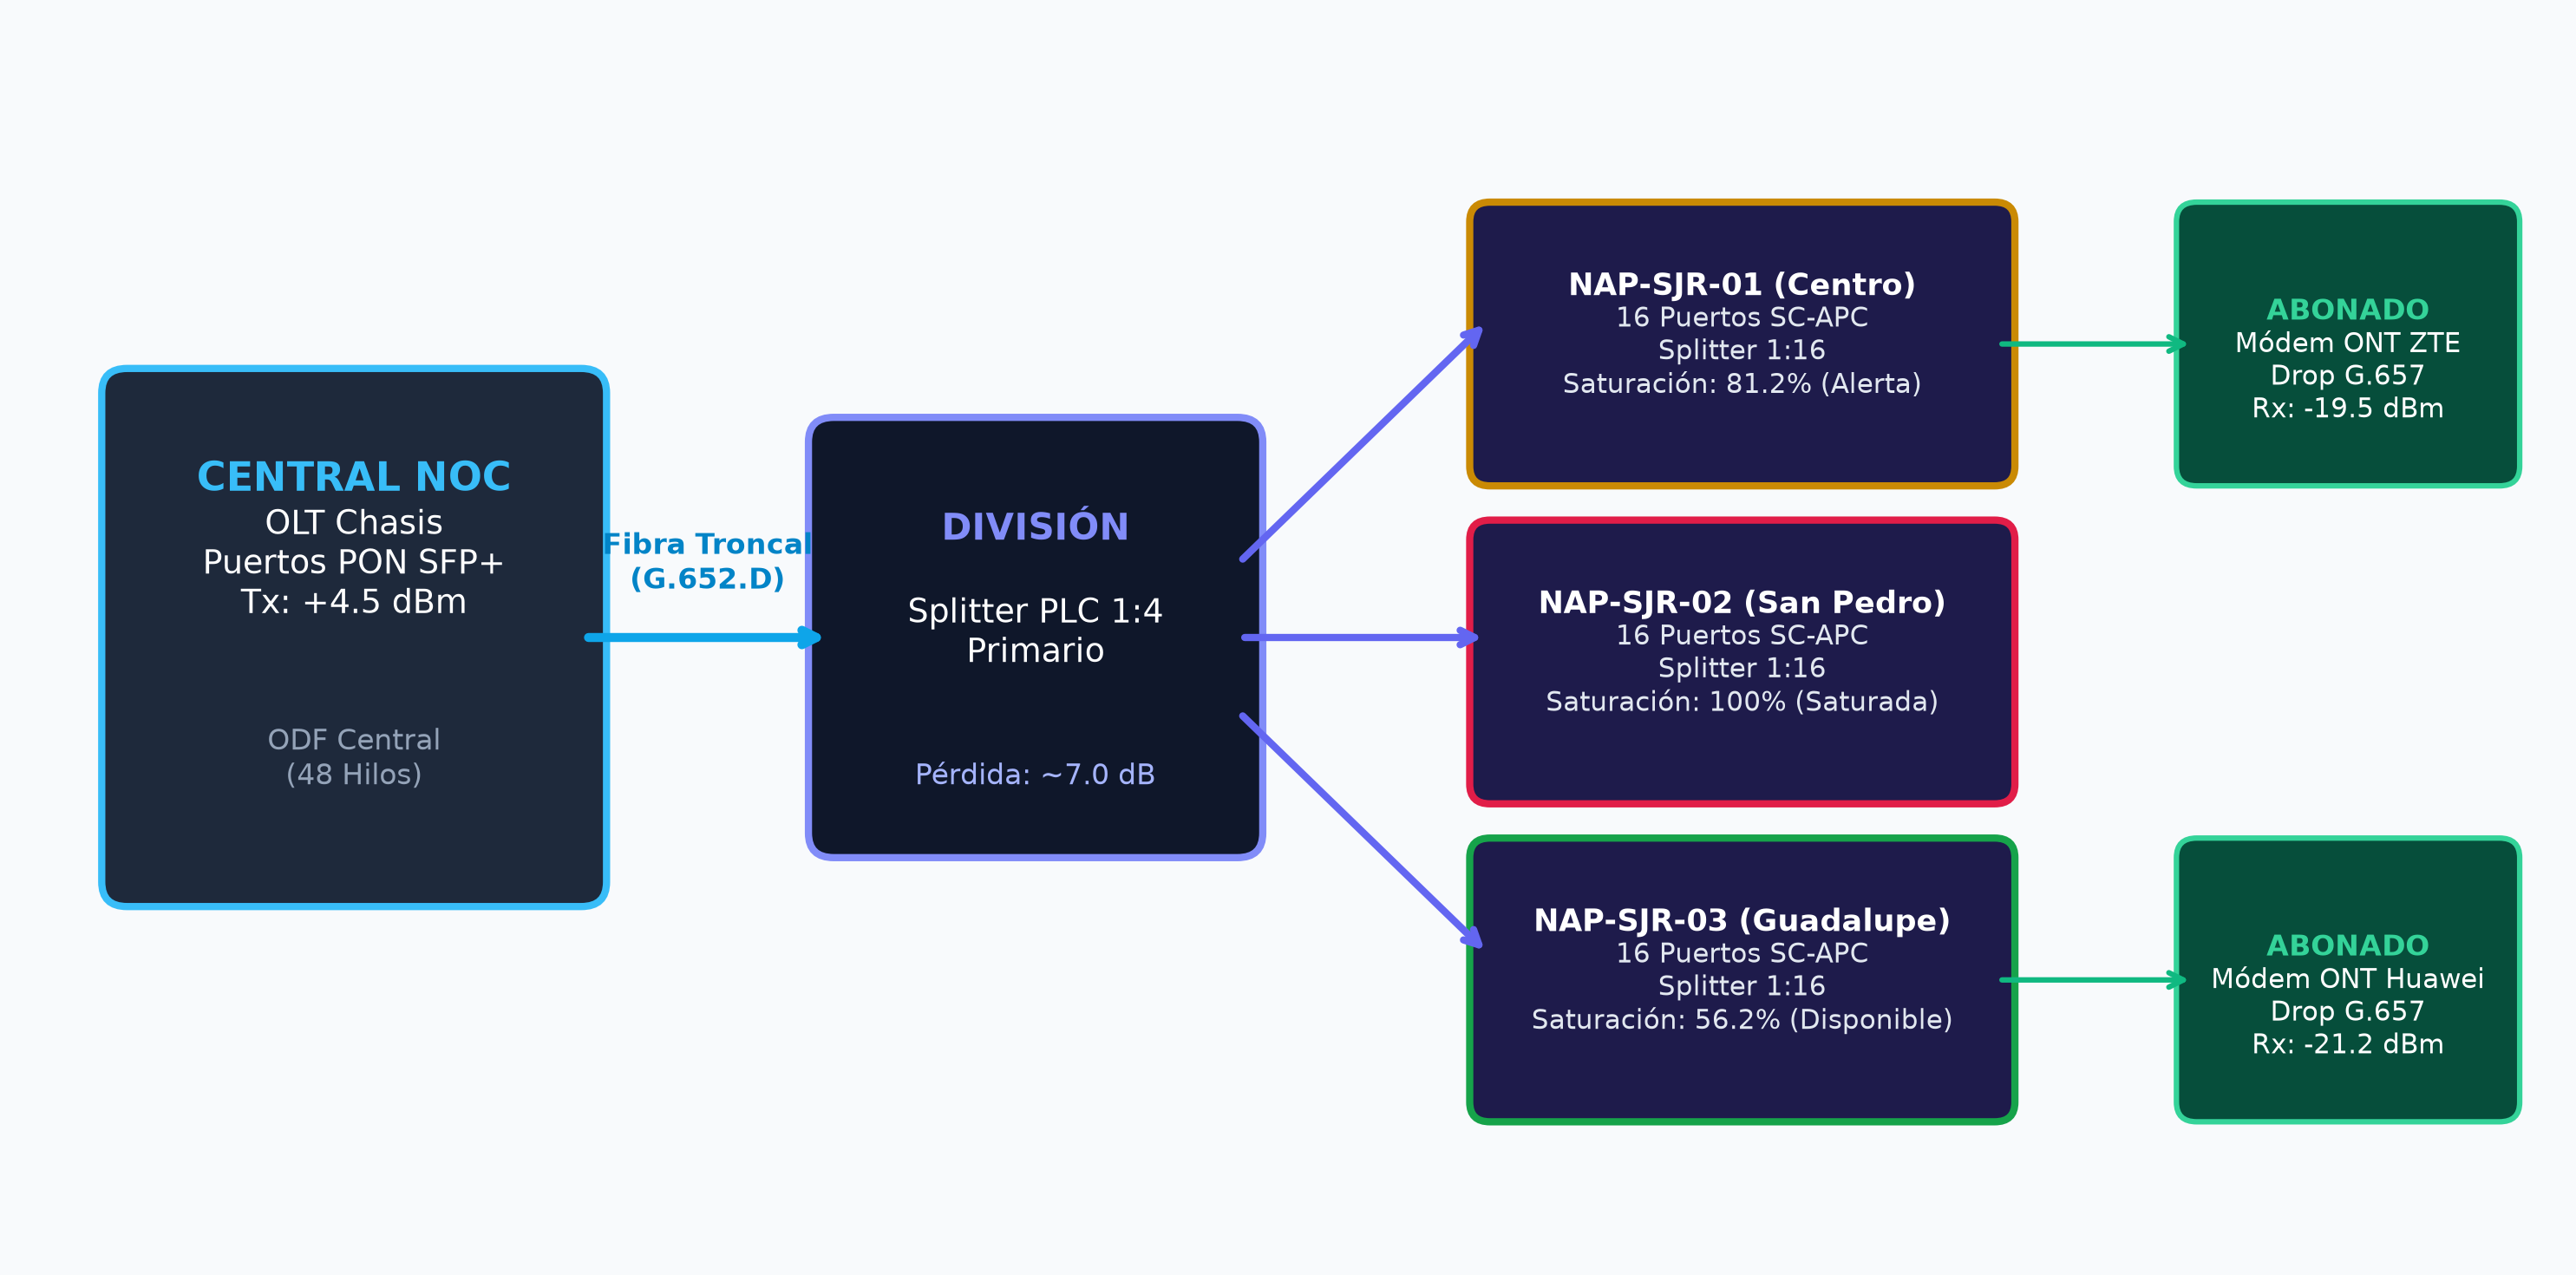 CENTRAL NOC
OLT Chasis
Puertos PON SFP+
Tx: +4.5 dBm
ODF Central
(48 Hilos)
Fibra Troncal
(G.652.D)
DIVISIÓN
Splitter PLC 1:4
Primario
Pérdida: ~7.0 dB
NAP-SJR-01 (Centro)
16 Puertos SC-APC
Splitter 1:16
Saturación: 81.2% (Alerta)
ABONADO
Módem ONT ZTE
Drop G.657
Rx: -19.5 dBm
NAP-SJR-02 (San Pedro)
16 Puertos SC-APC
Splitter 1:16
Saturación: 100% (Saturada)
NAP-SJR-03 (Guadalupe)
16 Puertos SC-APC
Splitter 1:16
Saturación: 56.2% (Disponible)
ABONADO
Módem ONT Huawei
Drop G.657
Rx: -21.2 dBm